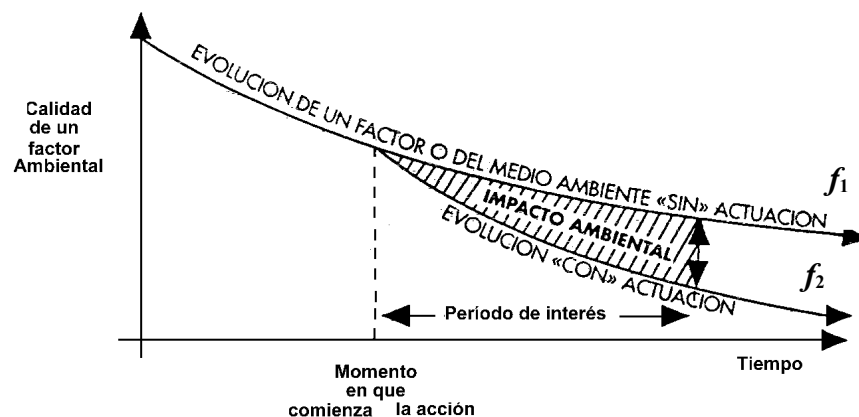 Calidad
de un
factor
Ambiental
EVOLUCION DE UN FACTOR O DEL MEDIO AMBIENTE «SIN» ACTUACION
f1
IMPACTO AMBIENTAL
EVOLUCION «CON» ACTUACION
f2
Período de interés
Tiempo
Momento
en que
comienza la acción